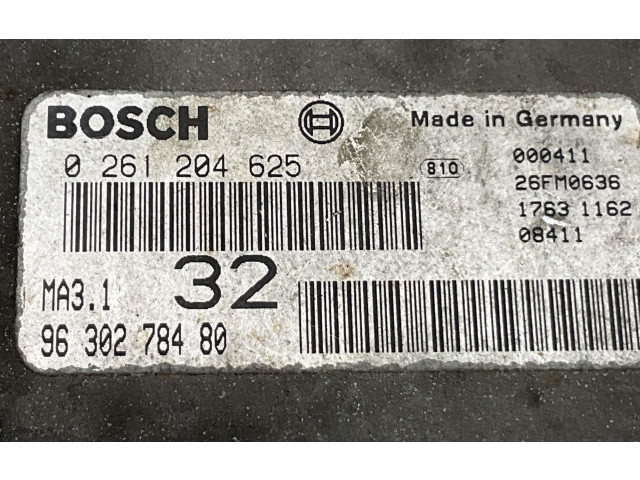 BOSCH Made in Germany
0 261 204 625 810 000411
26FM0636
1763 1162
08411
MA3.1 32
96 302 784 80